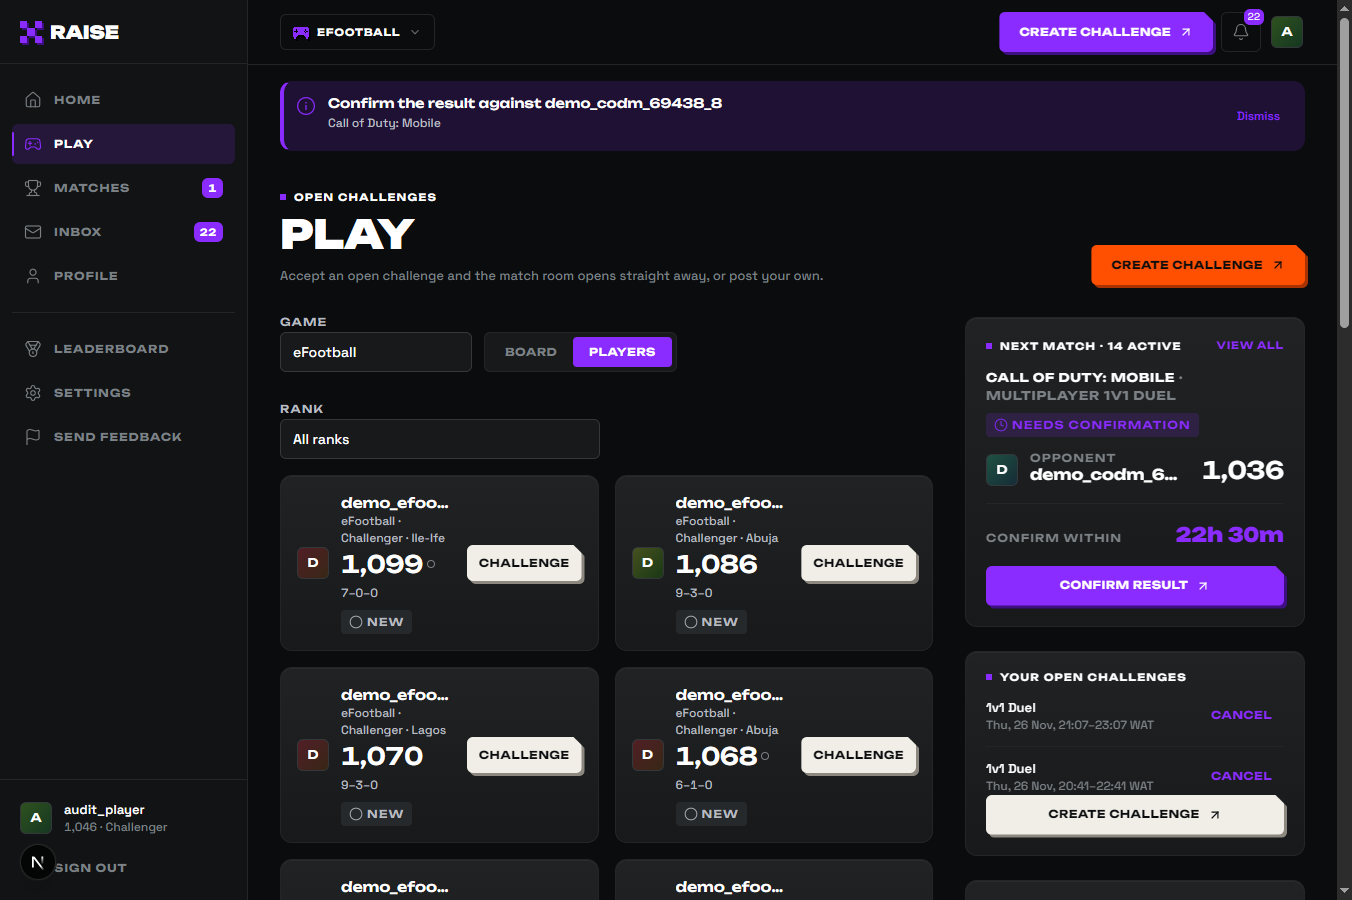 RAISE
HOME
PLAY
MATCHES 1
INBOX 22
PROFILE
LEADERBOARD
SETTINGS
SEND FEEDBACK
audit_player
A
1,046 · Challenger
N
SIGN OUT
EFOOTBALL
CREATE CHALLENGE
22
A
Confirm the result against demo_codm_69438_8
Call of Duty: Mobile
Dismiss
OPEN CHALLENGES
PLAY
Accept an open challenge and the match room opens straight away, or post your own.
CREATE CHALLENGE
GAME
eFootball
BOARD
PLAYERS
RANK
All ranks
demo_efoo...
eFootball ·
Challenger · Ile-Ife
D
1,099
CHALLENGE
7–0–0
NEW
demo_efoo...
eFootball ·
Challenger · Abuja
D
1,086
CHALLENGE
9–3–0
NEW
demo_efoo...
eFootball ·
Challenger · Lagos
D
1,070
CHALLENGE
9–3–0
NEW
demo_efoo...
eFootball ·
Challenger · Abuja
D
1,068
CHALLENGE
6–1–0
NEW
demo_efoo...
demo_efoo...
NEXT MATCH · 14 ACTIVE
VIEW ALL
CALL OF DUTY: MOBILE ·
MULTIPLAYER 1V1 DUEL
NEEDS CONFIRMATION
D
OPPONENT
demo_codm_6...
1,036
CONFIRM WITHIN
22h 30m
CONFIRM RESULT
YOUR OPEN CHALLENGES
1v1 Duel
Thu, 26 Nov, 21:07–23:07 WAT
CANCEL
1v1 Duel
Thu, 26 Nov, 20:41–22:41 WAT
CANCEL
CREATE CHALLENGE